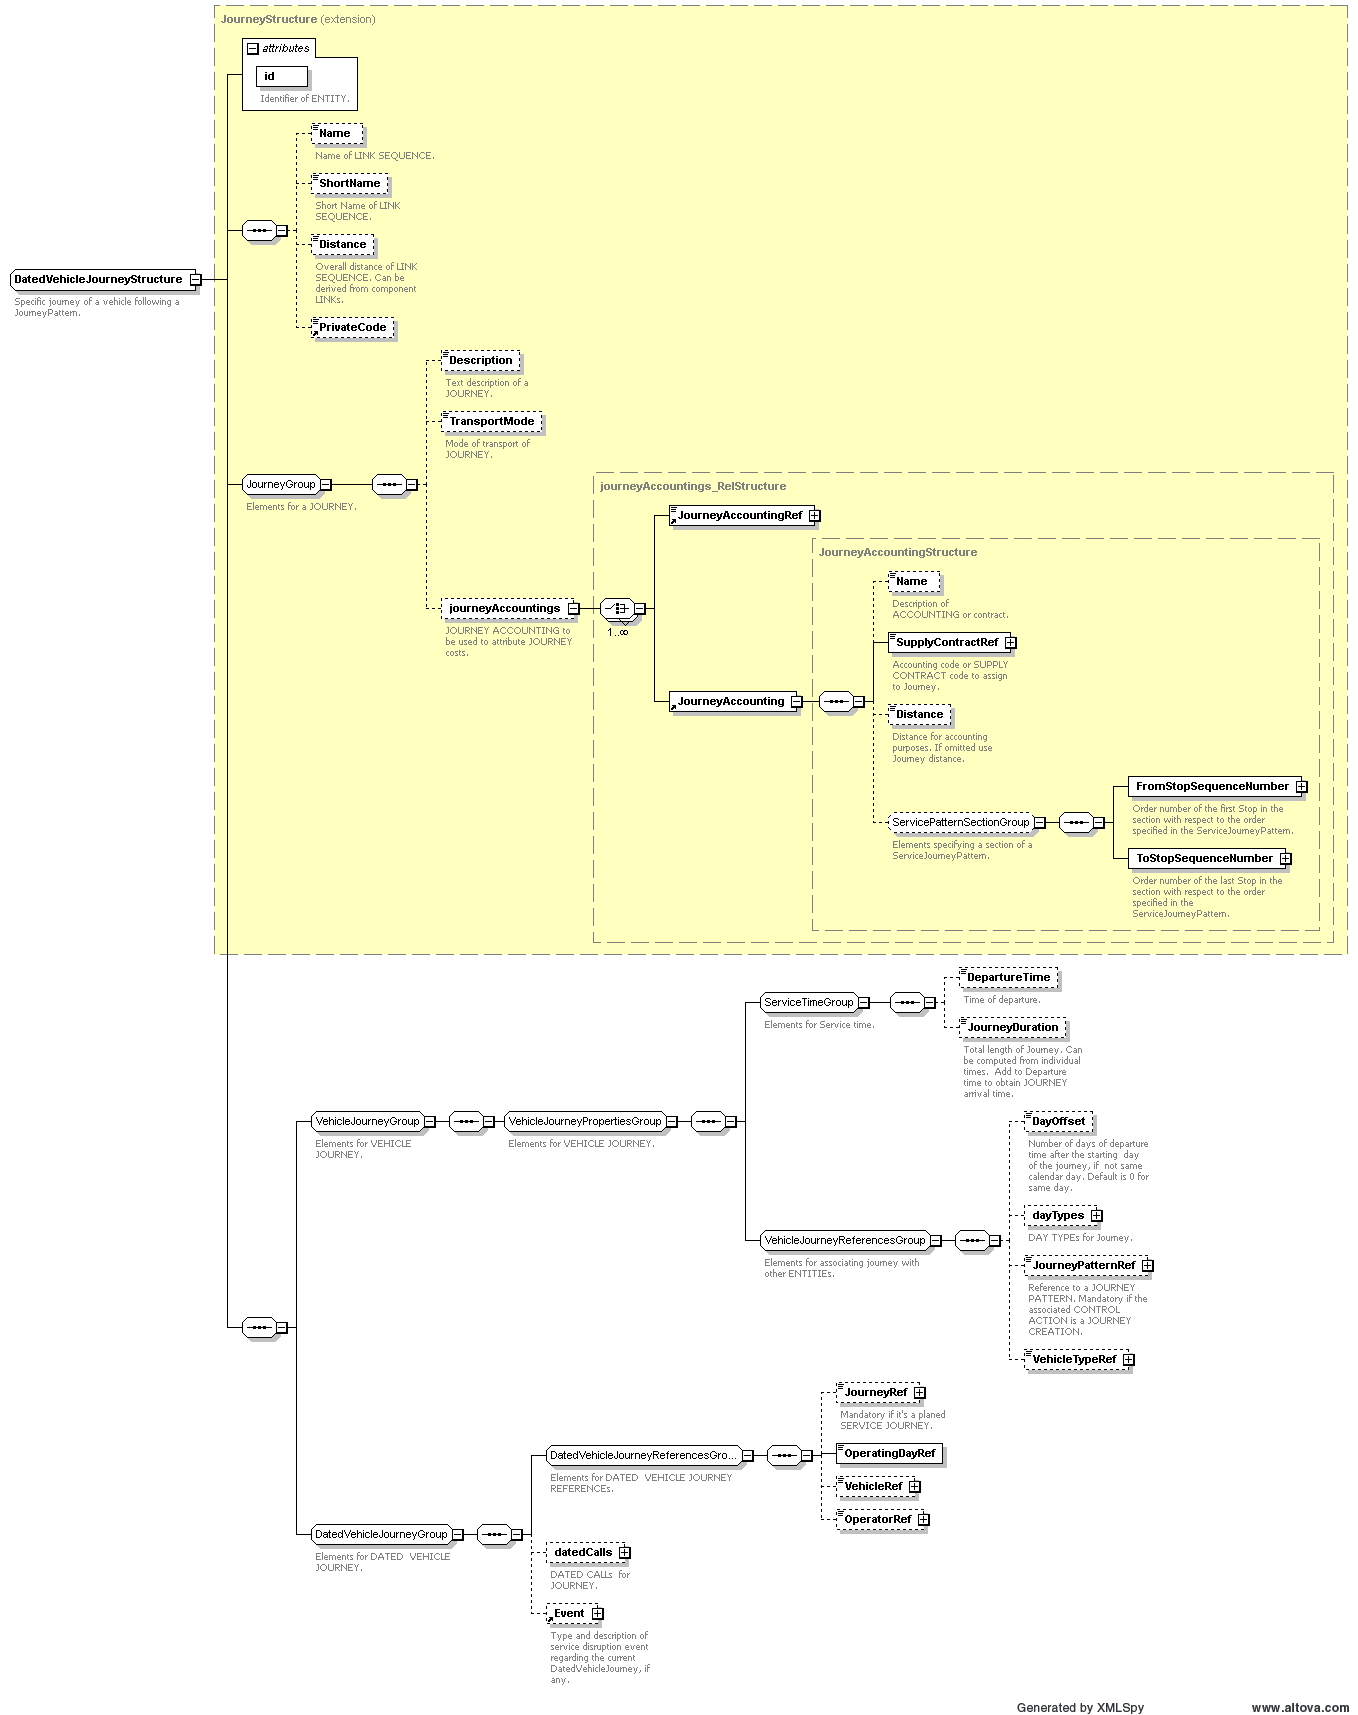 JourneyStructure (extension)
attributes
id
Identifier of ENTITY.
Name
Name of LINK SEQUENCE.
ShortName
Short Name of LINK
SEQUENCE.
Distance
Overall distance of LINK
SEQUENCE. Can be
derived from component
LINKs.
PrivateCode
DatedVehicleJourneyStructure
Specific journey of a vehicle following a
JourneyPattern.
Description
Text description of a
JOURNEY.
TransportMode
Mode of transport of
JOURNEY.
JourneyGroup
Elements for a JOURNEY.
journeyAccountings
JOURNEY ACCOUNTING to
be used to attribute JOURNEY
costs.
journeyAccountings_RelStructure
1..∞
JourneyAccountingRef
JourneyAccounting
JourneyAccountingStructure
Name
Description of
ACCOUNTING or contract.
SupplyContractRef
Accounting code or SUPPLY
CONTRACT code to assign
to Journey.
Distance
Distance for accounting
purposes. If omitted use
Journey distance.
ServicePatternSectionGroup
Elements specifying a section of a
ServiceJourneyPattern.
FromStopSequenceNumber
Order number of the first Stop in the
section with respect to the order
specified in the ServiceJourneyPattern.
ToStopSequenceNumber
Order number of the last Stop in the
section with respect to the order
specified in the
ServiceJourneyPattern.
VehicleJourneyGroup
Elements for VEHICLE
JOURNEY.
VehicleJourneyPropertiesGroup
Elements for VEHICLE JOURNEY.
ServiceTimeGroup
Elements for Service time.
DepartureTime
Time of departure.
JourneyDuration
Total length of Journey. Can
be computed from individual
times.  Add to Departure
time to obtain JOURNEY
arrival time.
VehicleJourneyReferencesGroup
Elements for associating journey with
other ENTITIEs.
DayOffset
Number of days of departure
time after the starting  day
of the journey, if  not same
calendar day. Default is 0 for
same day.
dayTypes
DAY TYPEs for Journey.
JourneyPatternRef
Reference to a JOURNEY
PATTERN. Mandatory if the
associated CONTROL
ACTION is a JOURNEY
CREATION.
VehicleTypeRef
DatedVehicleJourneyGroup
Elements for DATED  VEHICLE
JOURNEY.
DatedVehicleJourneyReferencesGro...
Elements for DATED  VEHICLE JOURNEY
REFERENCEs.
JourneyRef
Mandatory if it's a planed
SERVICE JOURNEY.
OperatingDayRef
VehicleRef
OperatorRef
datedCalls
DATED CALLs  for
JOURNEY.
Event
Type and description of
service disruption event
regarding the current
DatedVehicleJourney, if
any.
Generated by XMLSpy
www.altova.com